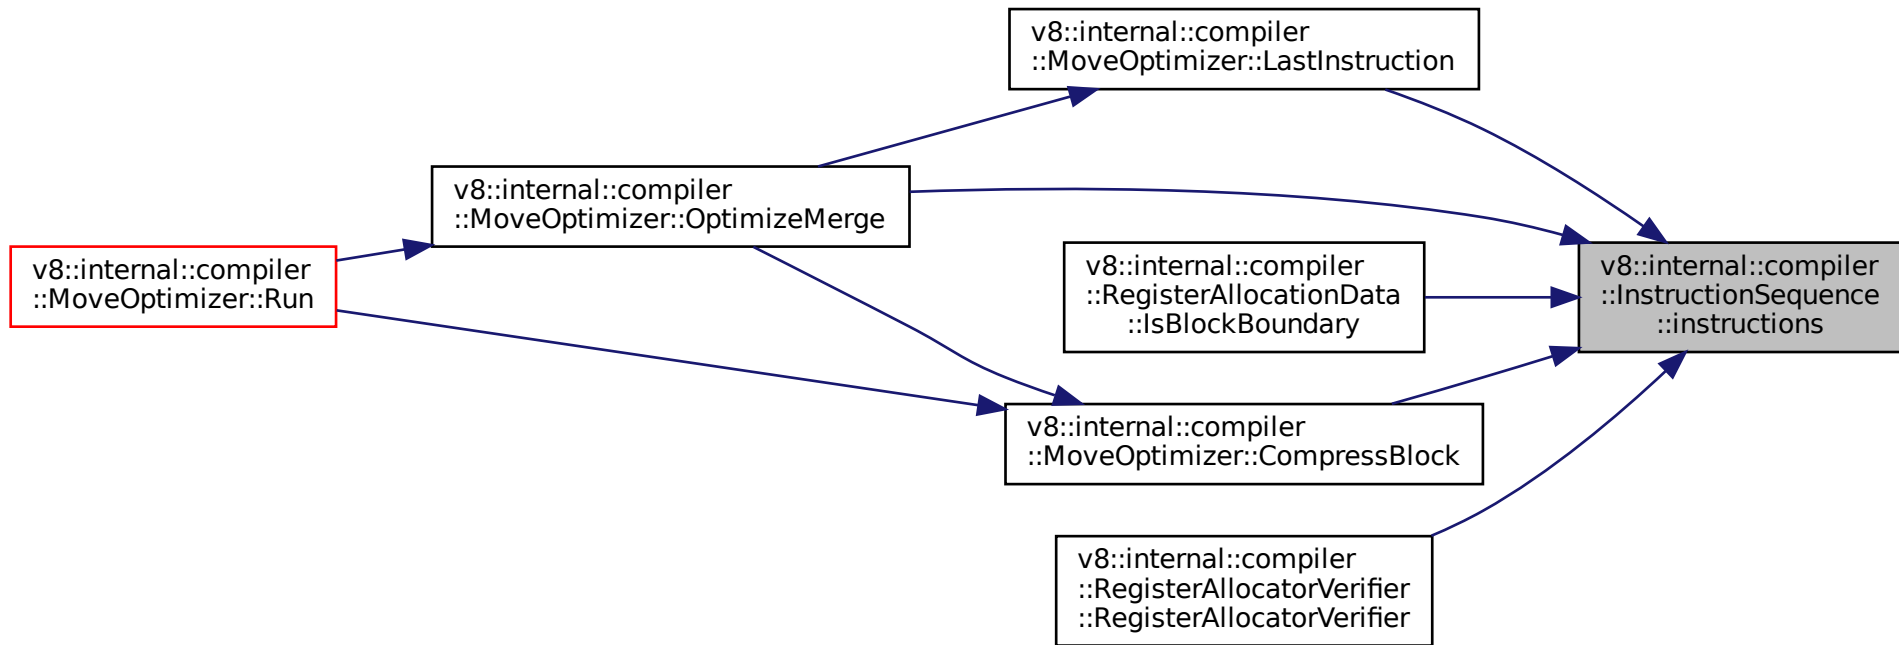 v8::internal::compiler
::MoveOptimizer::LastInstruction
v8::internal::compiler
::MoveOptimizer::OptimizeMerge
v8::internal::compiler
::MoveOptimizer::Run
v8::internal::compiler
::RegisterAllocationData
::IsBlockBoundary
v8::internal::compiler
::InstructionSequence
::instructions
v8::internal::compiler
::MoveOptimizer::CompressBlock
v8::internal::compiler
::RegisterAllocatorVerifier
::RegisterAllocatorVerifier